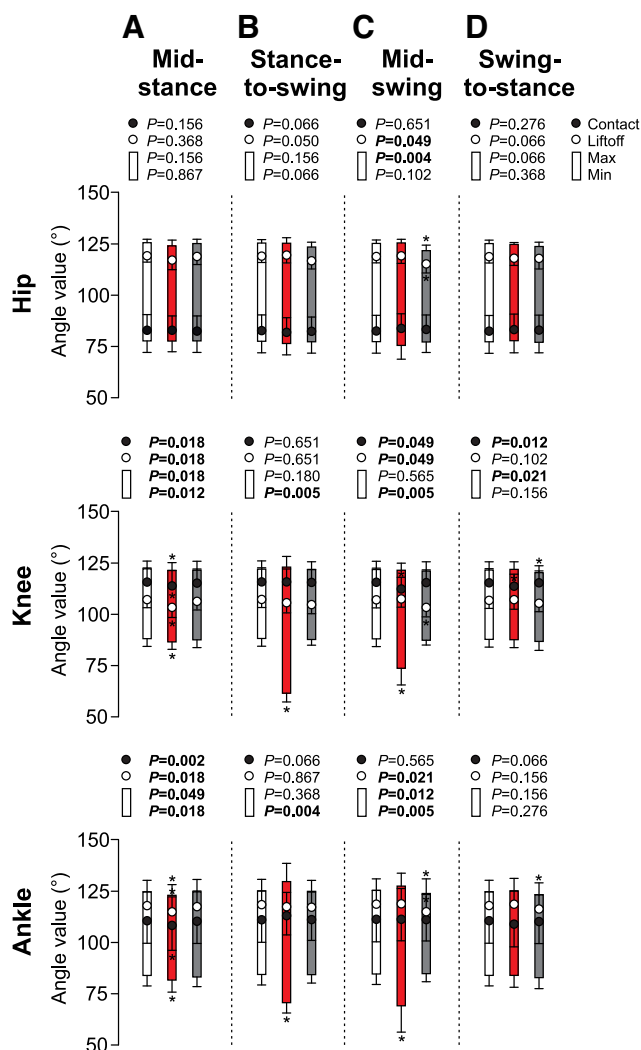 A B C D
Mid- Stance- Mid- Swing-
stance to-swing swing to-stance
P=0.156 P=0.066 P=0.651 P=0.276 Contact
P=0.368 P=0.050 P=0.049 P=0.066 Liftoff
P=0.156 P=0.156 P=0.004 P=0.066 Max
P=0.867 P=0.066 P=0.102 P=0.368 Min
Hip
Angle value (°)
150
125
100
75
50
* *
P=0.018 P=0.651 P=0.049 P=0.012
P=0.018 P=0.651 P=0.049 P=0.102
P=0.018 P=0.180 P=0.565 P=0.021
P=0.012 P=0.005 P=0.005 P=0.156
Knee
Angle value (°)
150
125
100
75
50
* * * * * * * * * *
P=0.002 P=0.066 P=0.565 P=0.066
P=0.018 P=0.867 P=0.021 P=0.156
P=0.049 P=0.368 P=0.012 P=0.156
P=0.018 P=0.004 P=0.005 P=0.276
Ankle
Angle value (°)
150
125
100
75
50
* * * * * * * * *